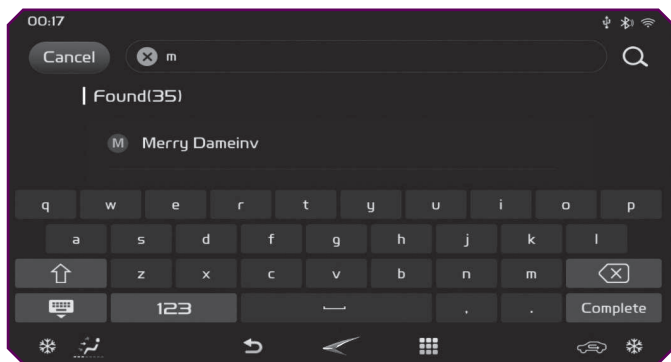 00:17
Cancel m
Found(35)
M Merry Dameinv
q w e r t y u i o p
a s d f g h j k l
z x c v b n m
123 , . Complete